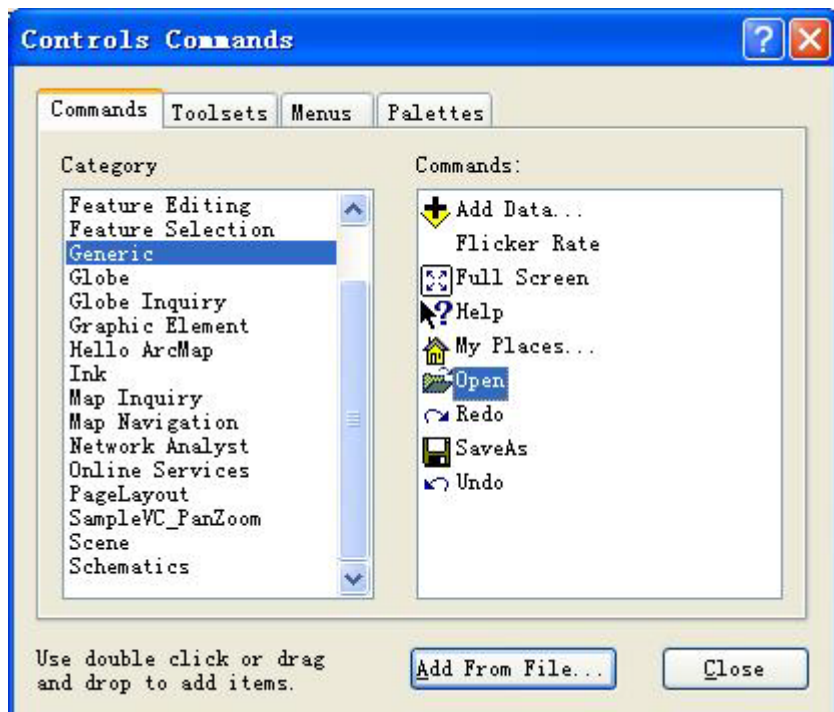 Controls Commands
Commands
Toolsets
Menus
Palettes
Category
Feature Editing
Feature Selection
Generic
Globe
Globe Inquiry
Graphic Element
Hello ArcMap
Ink
Map Inquiry
Map Navigation
Network Analyst
Online Services
PageLayout
SampleVC_PanZoom
Scene
Schematics
Commands:
Add Data...
Flicker Rate
Full Screen
Help
My Places...
Open
Redo
SaveAs
Undo
Use double click or drag
and drop to add items.
Add From File...
Close